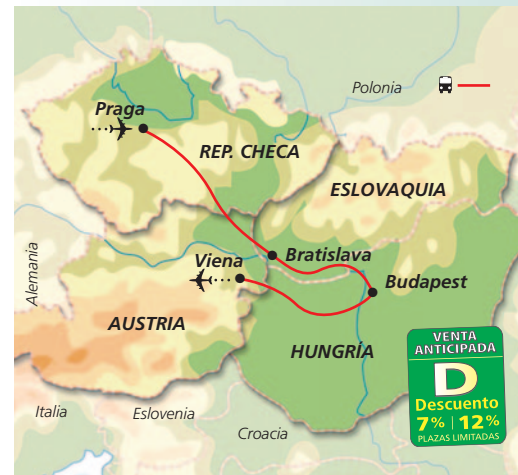 Polonia
Praga
REP. CHECA
ESLOVAQUIA
Alemania
Viena
Bratislava
Budapest
AUSTRIA
HUNGRÍA
Italia
Eslovenia
Croacia
VENTA
ANTICIPADA
D
Descuento
7% | 12%
PLAZAS LIMITADAS